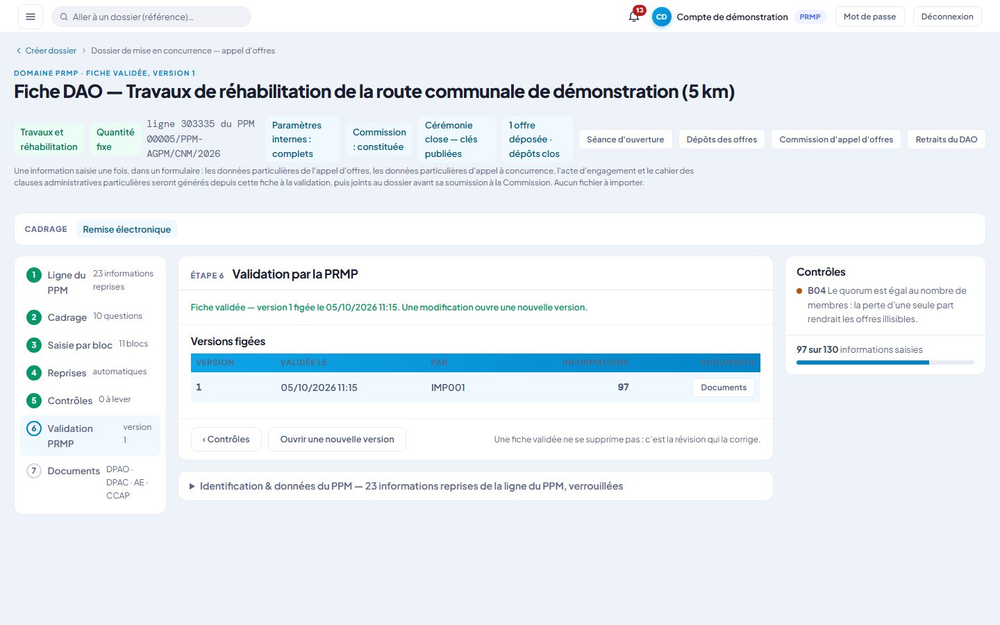 Aller à un dossier (référence)...
13
CD
Compte de démonstration
PRMP
Mot de passe
Déconnexion
Créer dossier
Dossier de mise en concurrence — appel d'offres
DOMAINE PRMP · FICHE VALIDÉE, VERSION 1
Fiche DAO — Travaux de réhabilitation de la route communale de démonstration (5 km)
Travaux et
réhabilitation
Quantité
fixe
ligne 303335 du PPM
00005/PPM-
AGPM/CNM/2026
Paramètres
internes :
complets
Commission
: constituée
Cérémonie
close — clés
publiées
1 offre
déposée ·
dépôts clos
Séance d'ouverture
Dépôts des offres
Commission d'appel d'offres
Retraits du DAO
Une information saisie une fois, dans un formulaire : les données particulières de l'appel d'offres, les données particulières d'appel à concurrence, l'acte d'engagement et le cahier des
clauses administratives particulières seront générés depuis cette fiche à la validation, puis joints au dossier avant sa soumission à la Commission. Aucun fichier à importer.
CADRAGE
Remise électronique
1
Ligne du
PPM
23 informations
reprises
2
Cadrage
10 questions
3
Saisie par bloc
11 blocs
4
Reprises
automatiques
5
Contrôles
0 à lever
6
Validation
PRMP
version
1
7
Documents
DPAO ·
DPAC · AE ·
CCAP
ÉTAPE 6
Validation par la PRMP
Fiche validée — version 1 figée le 05/10/2026 11:15. Une modification ouvre une nouvelle version.
Versions figées
VERSION
VALIDÉE LE
PAR
INFORMATIONS
DOCUMENTS
1
05/10/2026 11:15
IMP001
97
Documents
‹ Contrôles
Ouvrir une nouvelle version
Une fiche validée ne se supprime pas : c'est la révision qui la corrige.
Identification & données du PPM — 23 informations reprises de la ligne du PPM, verrouillées
Contrôles
B04 Le quorum est égal au nombre de
membres : la perte d'une seule part
rendrait les offres illisibles.
97 sur 130 informations saisies